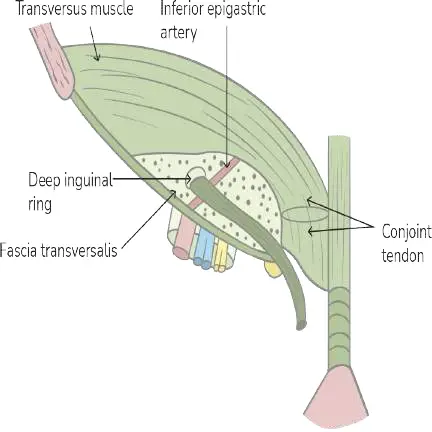 Transversus muscle
Inferior epigastric
artery
Deep inguinal
ring
Fascia transversalis
Conjoint
tendon